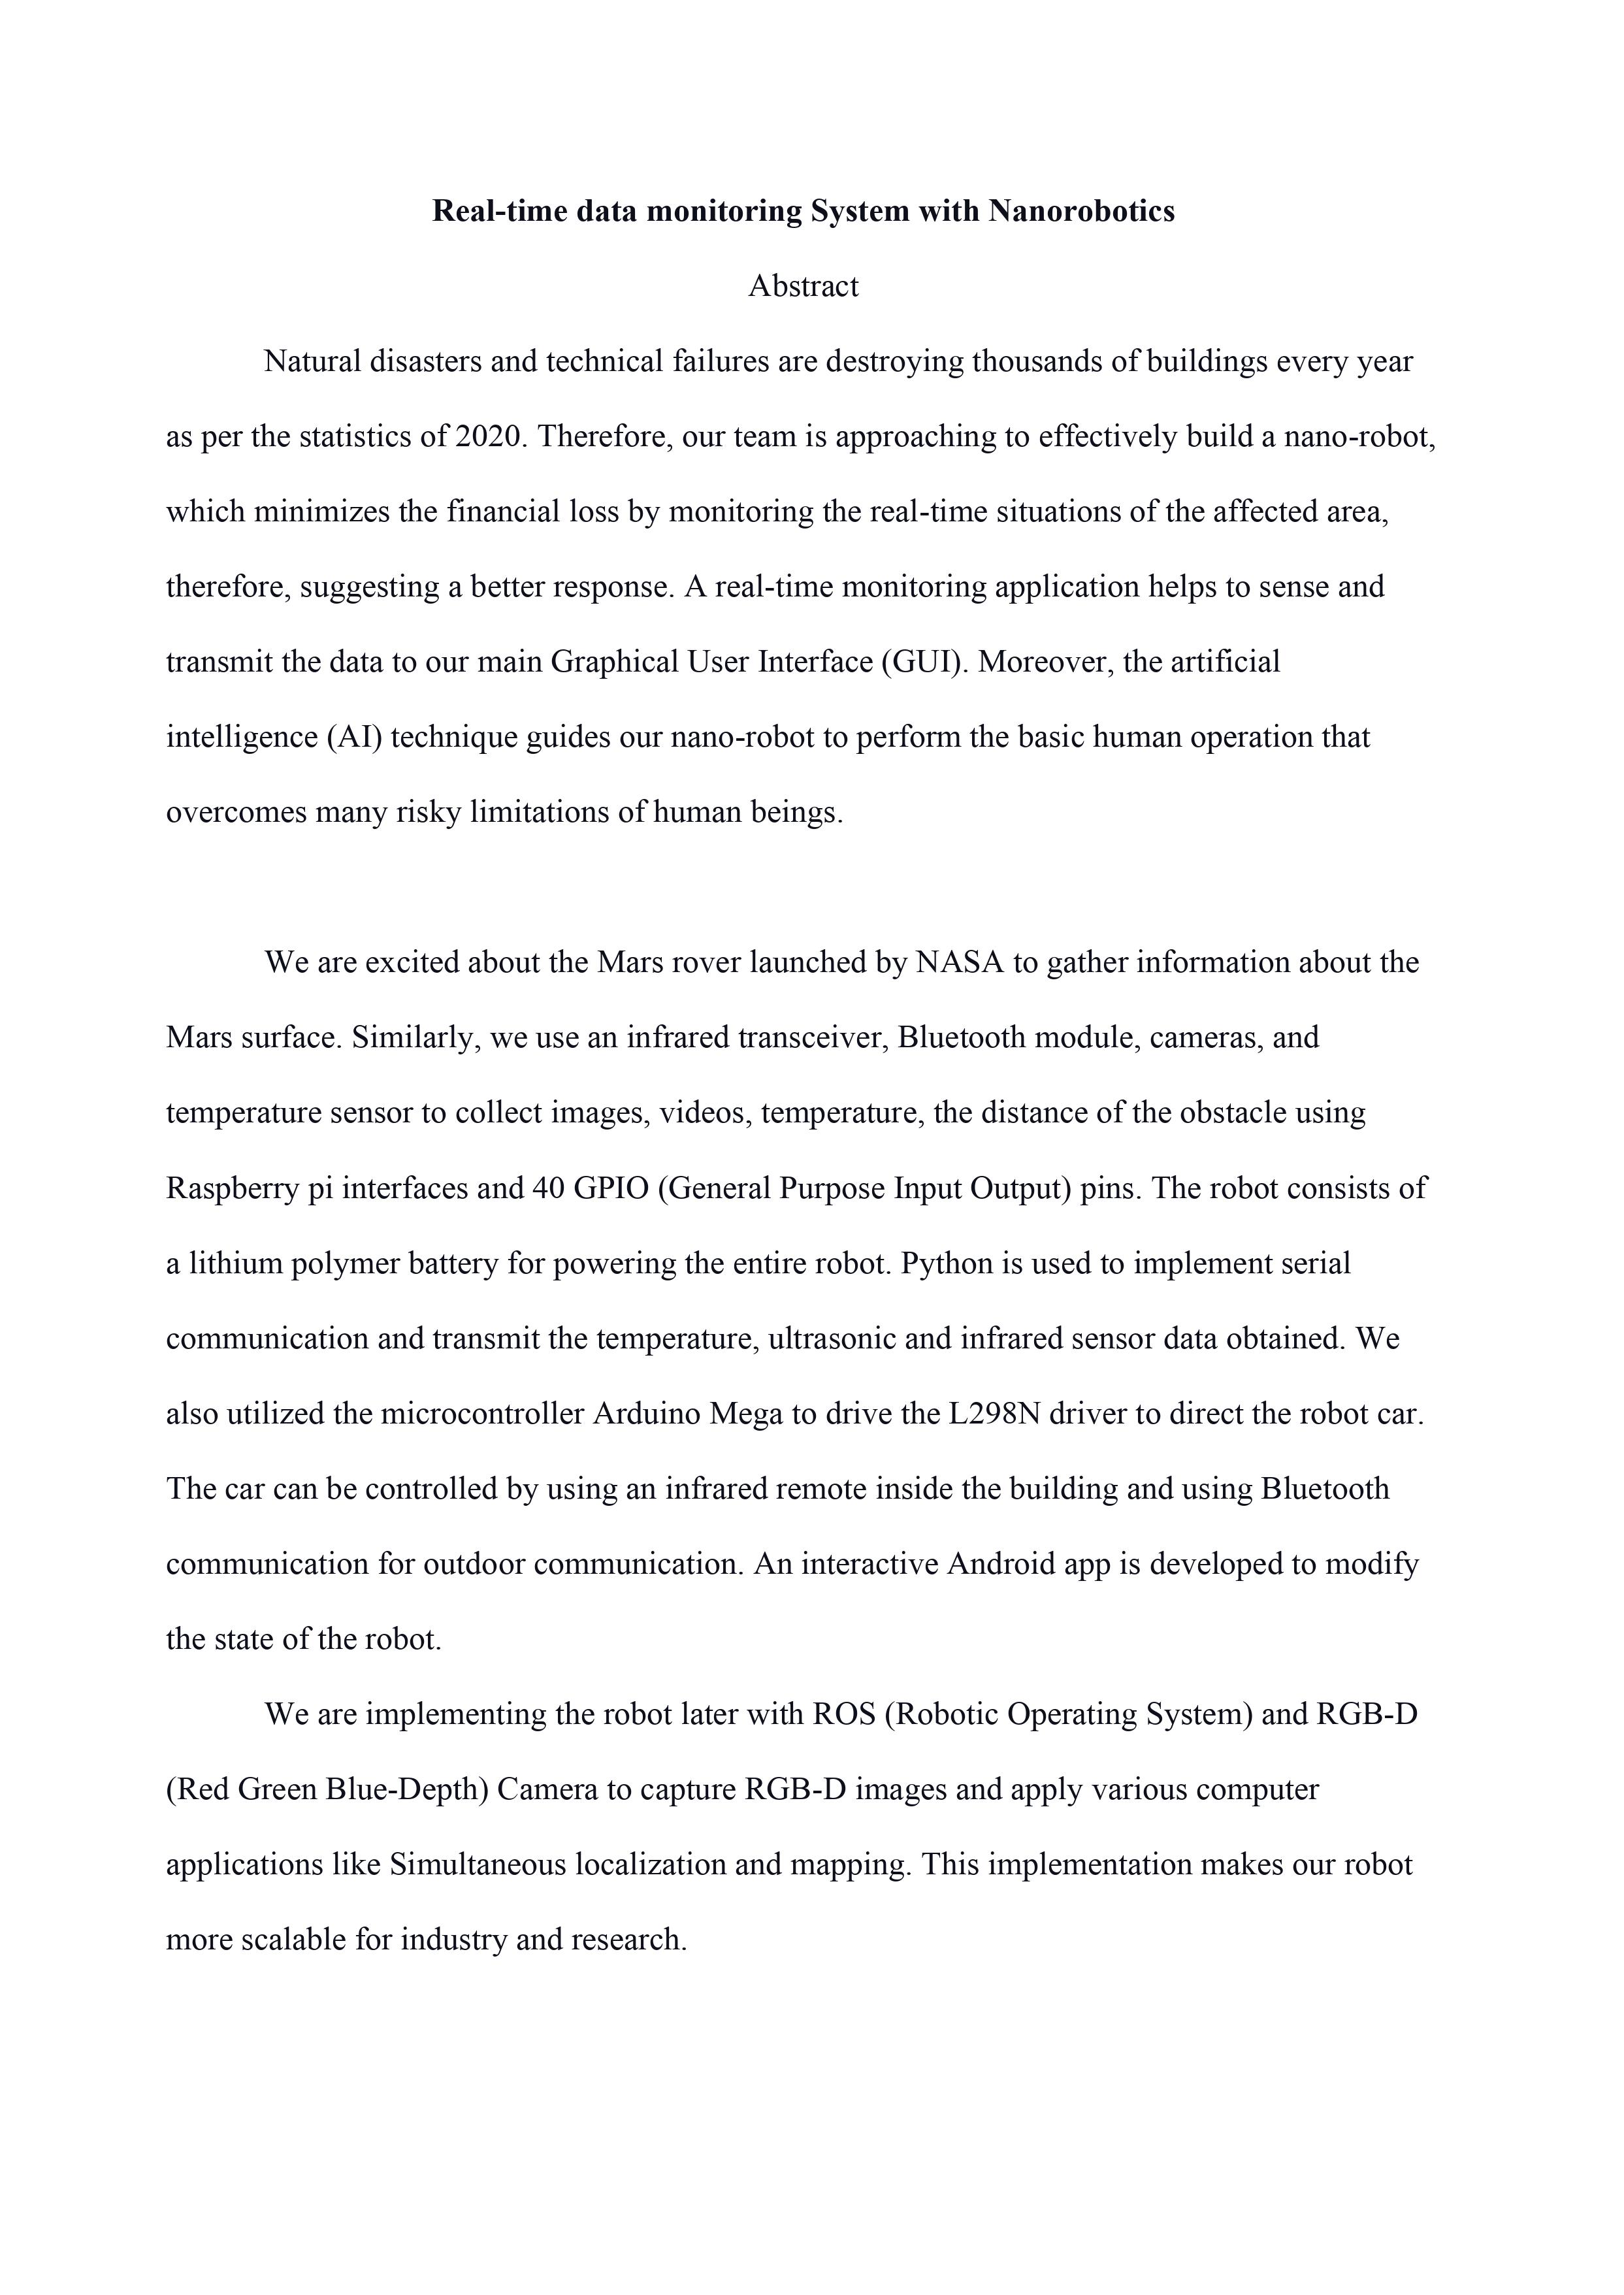 Real-time data monitoring System with Nanorobotics
Abstract
Natural disasters and technical failures are destroying thousands of buildings every year
as per the statistics of 2020. Therefore, our team is approaching to effectively build a nano-robot,
which minimizes the financial loss by monitoring the real-time situations of the affected area,
therefore, suggesting a better response. A real-time monitoring application helps to sense and
transmit the data to our main Graphical User Interface (GUI). Moreover, the artificial
intelligence (AI) technique guides our nano-robot to perform the basic human operation that
overcomes many risky limitations of human beings.
We are excited about the Mars rover launched by NASA to gather information about the
Mars surface. Similarly, we use an infrared transceiver, Bluetooth module, cameras, and
temperature sensor to collect images, videos, temperature, the distance of the obstacle using
Raspberry pi interfaces and 40 GPIO (General Purpose Input Output) pins. The robot consists of
a lithium polymer battery for powering the entire robot. Python is used to implement serial
communication and transmit the temperature, ultrasonic and infrared sensor data obtained. We
also utilized the microcontroller Arduino Mega to drive the L298N driver to direct the robot car.
The car can be controlled by using an infrared remote inside the building and using Bluetooth
communication for outdoor communication. An interactive Android app is developed to modify
the state of the robot.
We are implementing the robot later with ROS (Robotic Operating System) and RGB-D
(Red Green Blue-Depth) Camera to capture RGB-D images and apply various computer
applications like Simultaneous localization and mapping. This implementation makes our robot
more scalable for industry and research.